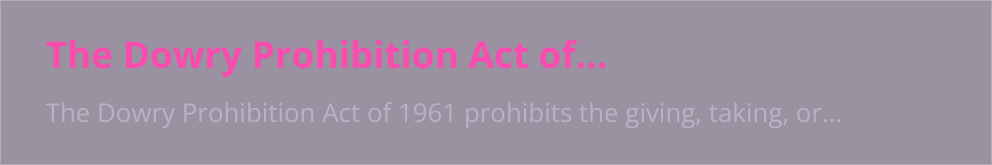 The Dowry Prohibition Act of...
The Dowry Prohibition Act of 1961 prohibits the giving, taking, or...